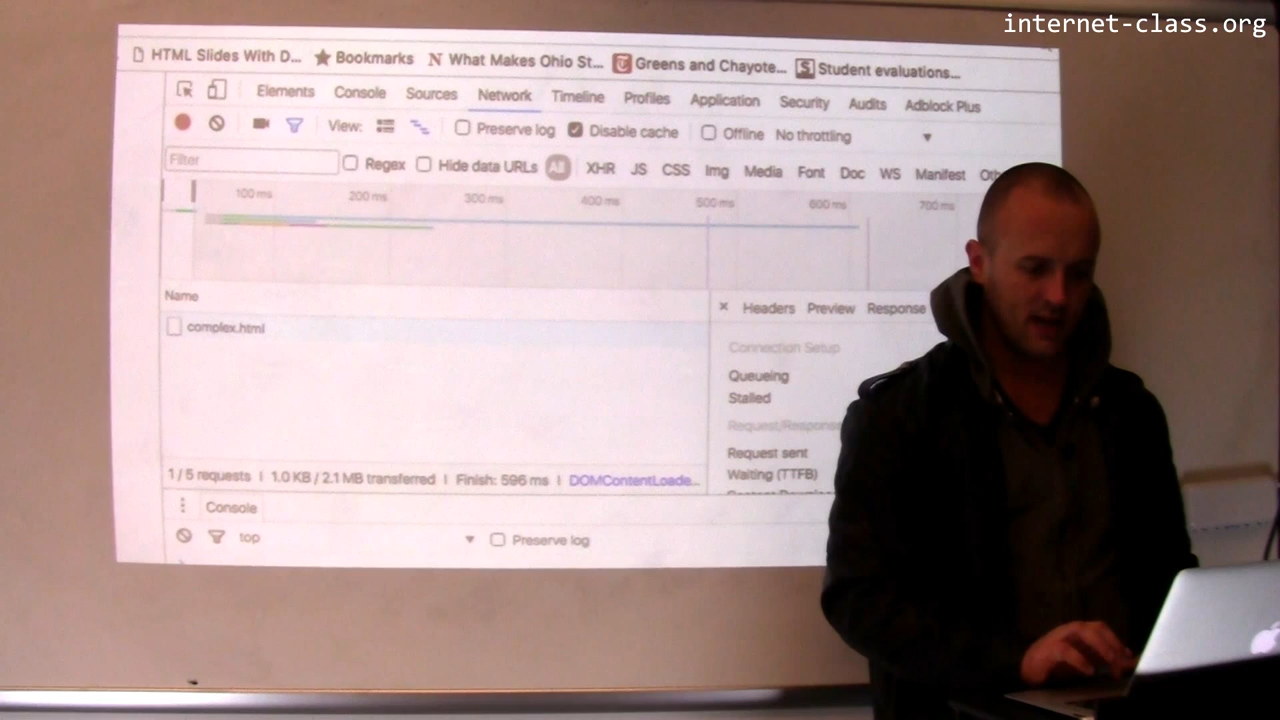 internet-class.org
HTML Slides With D... Bookmarks N What Makes Ohio St... Greens and Chayote... S Student evaluations...
Elements Console Sources Network Timeline Profiles Application Security Audits Adblock Plus
View: Preserve log Disable cache Offline No throttling
Filter Regex Hide data URLs All XHR JS CSS Img Media Font Doc WS Manifest Oth
100 ms 200 ms 300 ms 400 ms 500 ms 600 ms 700 ms
Name
Headers Preview Response
complex.html
Connection Setup
Queueing
Stalled
Request/Response
Request sent
Waiting (TTFB)
1 / 5 requests | 1.0 KB / 2.1 MB transferred | Finish: 596 ms | DOMContentLoade...
Console
top Preserve log